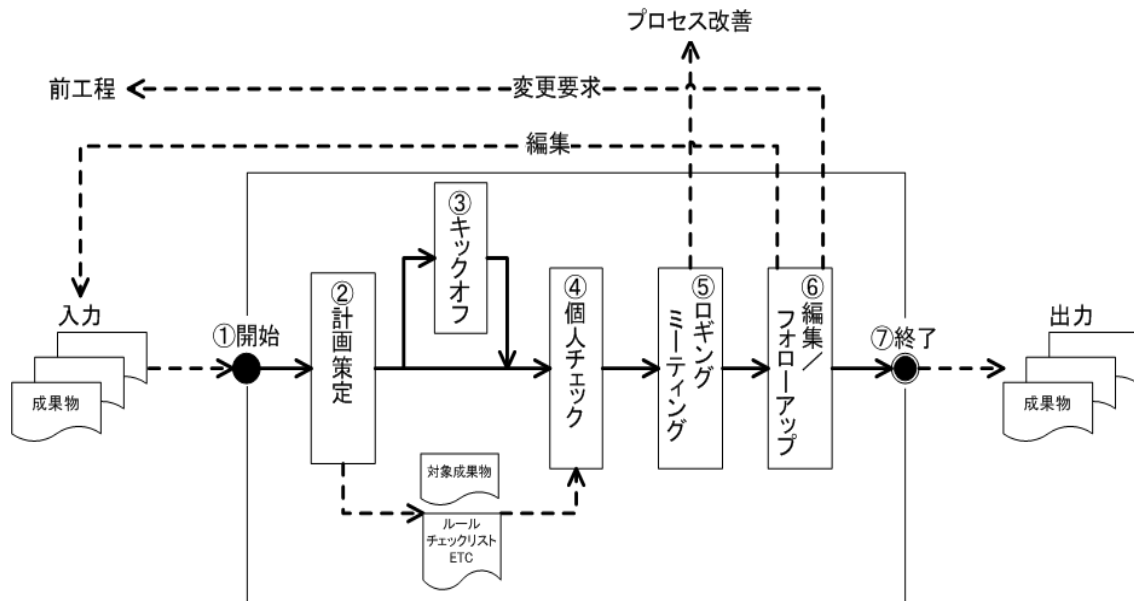 プロセス改善
前工程
変更要求
編集
③キックオフ
②計画策定
④個人チェック
⑤ロギング
ミーティング
⑥編集／
フォローアップ
入力
①開始
⑦終了
出力
成果物
成果物
対象成果物
ルール
チェックリスト
ETC